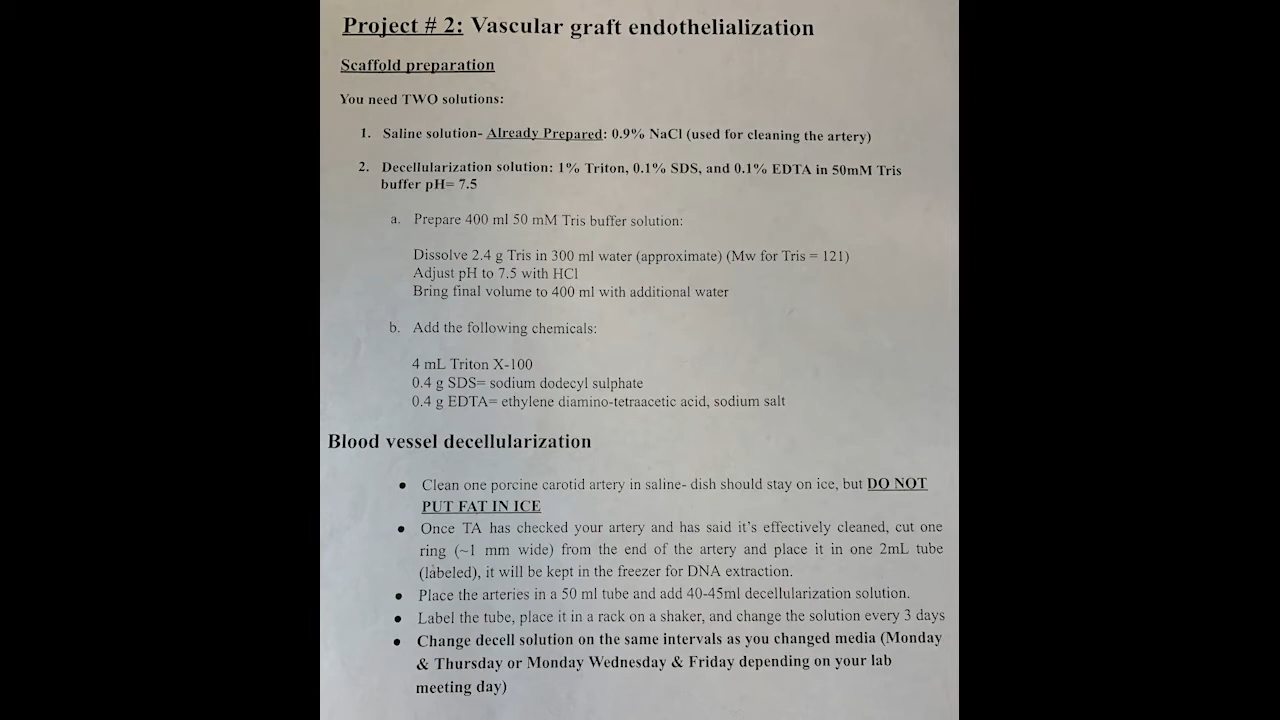 Project # 2: Vascular graft endothelialization
Scaffold preparation
You need TWO solutions:
1. Saline solution- Already Prepared: 0.9% NaCl (used for cleaning the artery)
2. Decellularization solution: 1% Triton, 0.1% SDS, and 0.1% EDTA in 50mM Tris
buffer pH= 7.5
a. Prepare 400 ml 50 mM Tris buffer solution:
Dissolve 2.4 g Tris in 300 ml water (approximate) (Mw for Tris = 121)
Adjust pH to 7.5 with HCl
Bring final volume to 400 ml with additional water
b. Add the following chemicals:
4 mL Triton X-100
0.4 g SDS= sodium dodecyl sulphate
0.4 g EDTA= ethylene diamino-tetraacetic acid, sodium salt
Blood vessel decellularization
• Clean one porcine carotid artery in saline- dish should stay on ice, but DO NOT
PUT FAT IN ICE
• Once TA has checked your artery and has said it's effectively cleaned, cut one
ring (~1 mm wide) from the end of the artery and place it in one 2mL tube
(labeled), it will be kept in the freezer for DNA extraction.
• Place the arteries in a 50 ml tube and add 40-45ml decellularization solution.
• Label the tube, place it in a rack on a shaker, and change the solution every 3 days
• Change decell solution on the same intervals as you changed media (Monday
& Thursday or Monday Wednesday & Friday depending on your lab
meeting day)